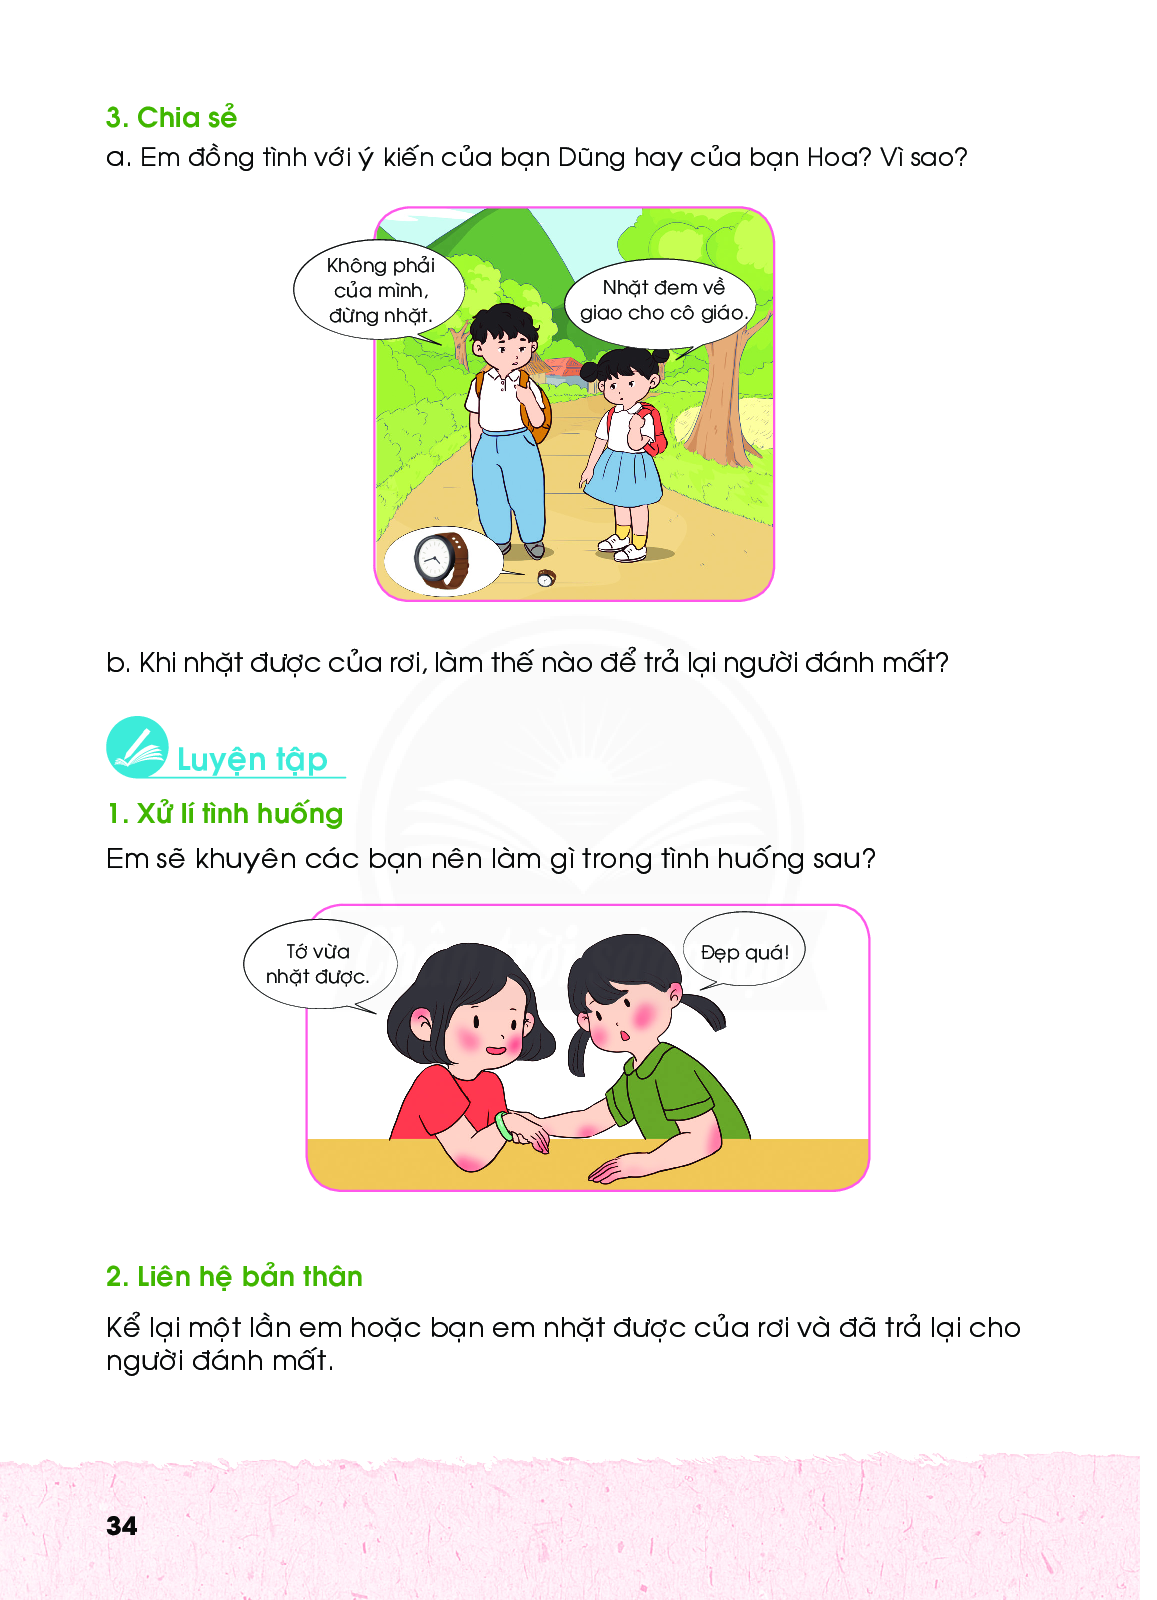 3. Chia sẻ
a. Em đồng tình với ý kiến của bạn Dũng hay của bạn Hoa? Vì sao?
Không phải
của mình,
đừng nhặt.
Nhặt đem về
giao cho cô giáo.
b. Khi nhặt được của rơi, làm thế nào để trả lại người đánh mất?
Luyện tập
1. Xử lí tình huống
Em sẽ khuyên các bạn nên làm gì trong tình huống sau?
Tớ vừa
nhặt được.
Đẹp quá!
2. Liên hệ bản thân
Kể lại một lần em hoặc bạn em nhặt được của rơi và đã trả lại cho
người đánh mất.
34